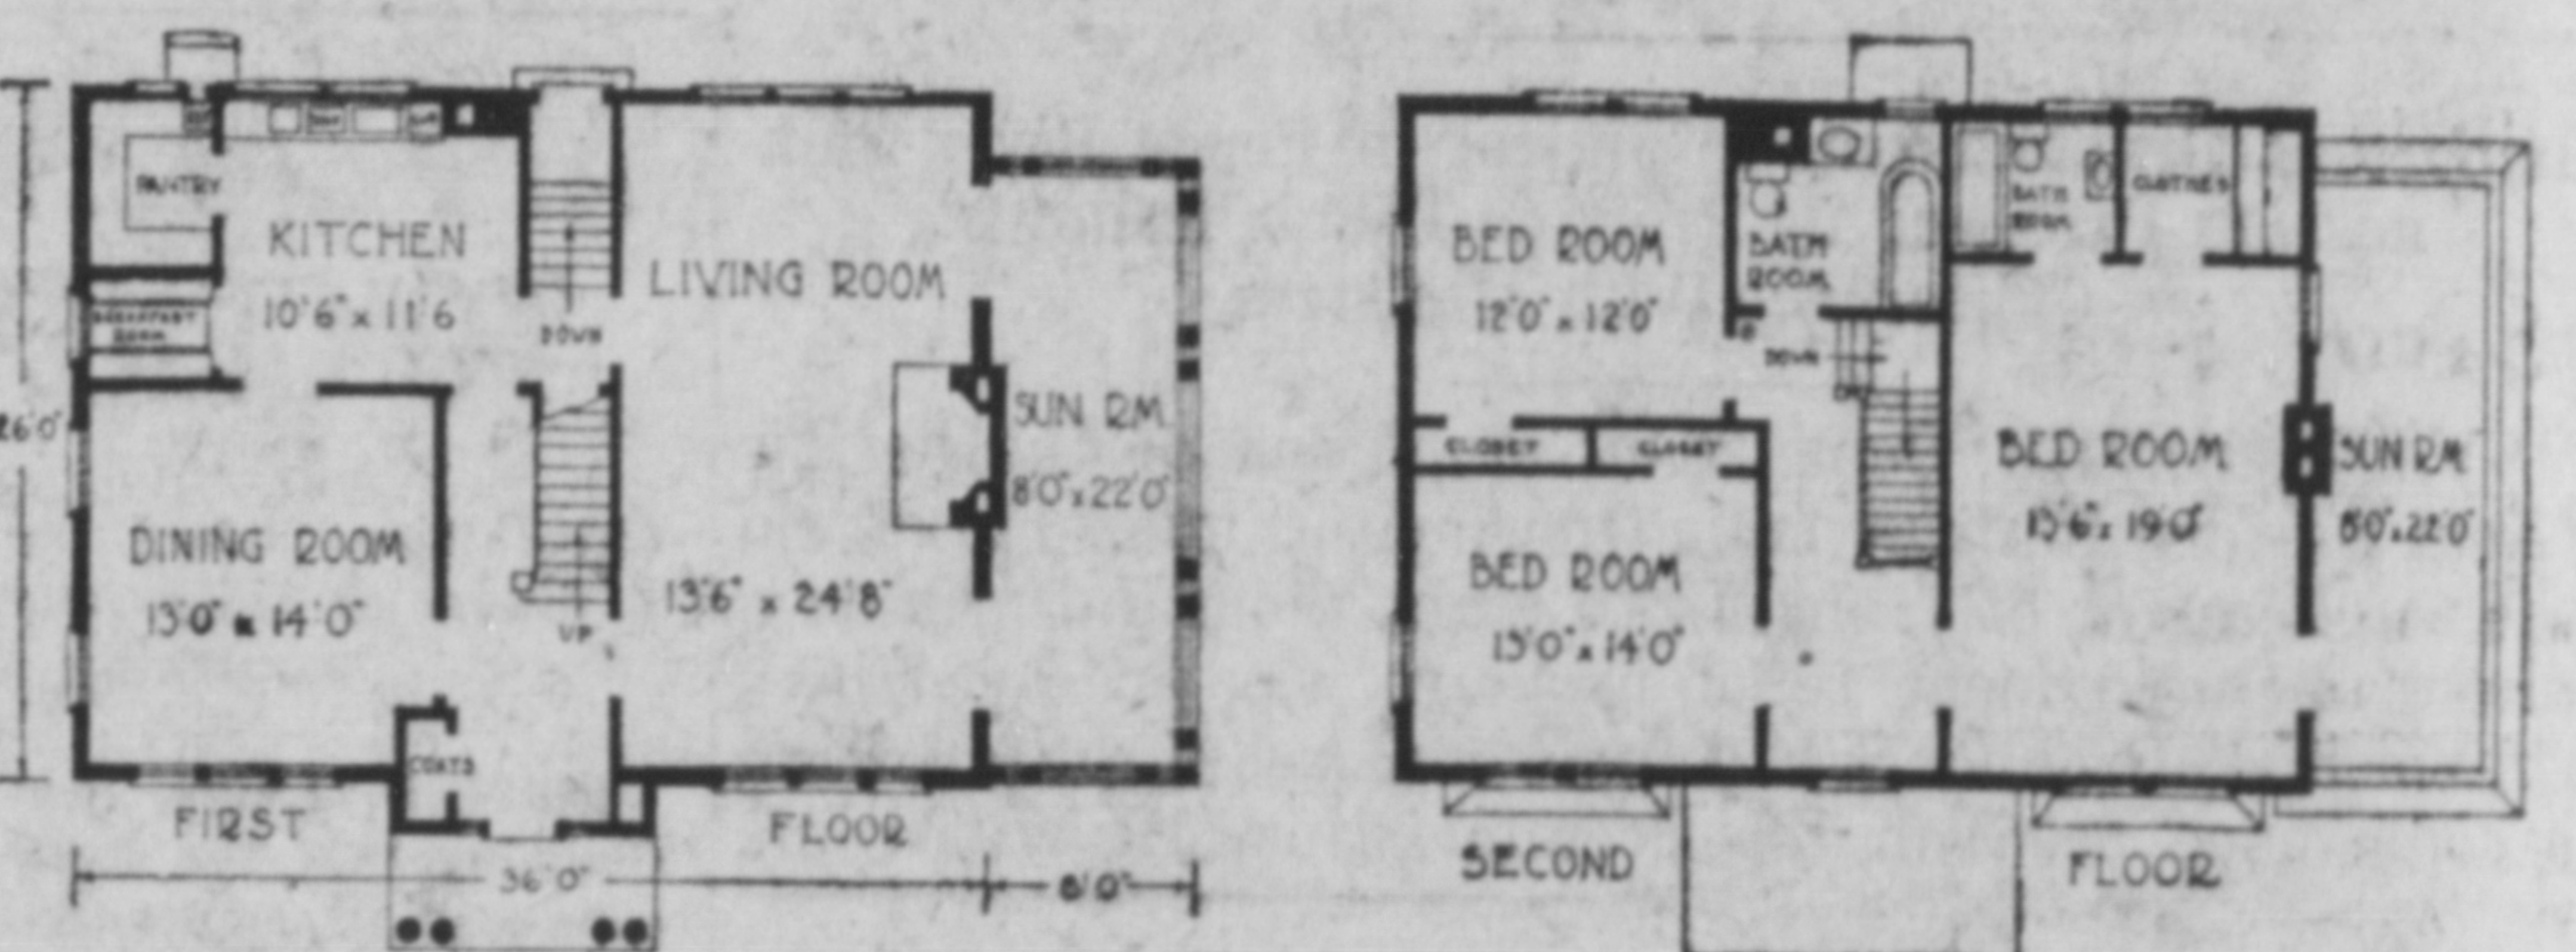 PANTRY
KITCHEN
10'6" x 11'6
BREAKFAST
ROOM
DOWN
LIVING ROOM
13'6" x 24'8"
SUN RM.
8'0" x 22'0"
26'0"
DINING ROOM
13'0" x 14'0"
UP
COATS
FIRST FLOOR
36'0"
8'0"
BED ROOM
12'0" x 12'0"
BATH
ROOM
BATH
ROOM
CLOTHES
DOWN
CLOSET
CLOSET
BED ROOM
13'0" x 14'0"
BED ROOM
13'6" x 19'0"
SUN RM.
8'0" x 22'0"
SECOND FLOOR